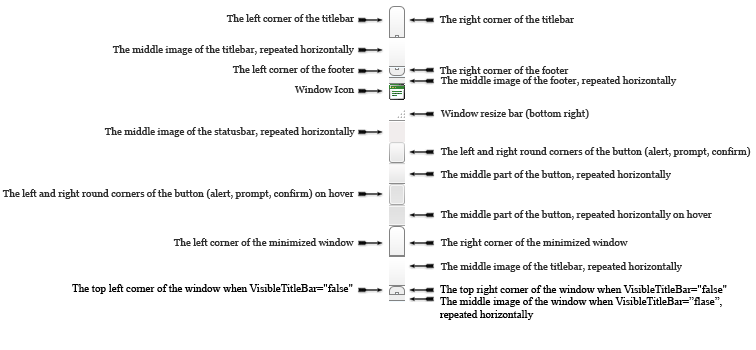 The left corner of the titlebar
The right corner of the titlebar
The middle image of the titlebar, repeated horizontally
The left corner of the footer
The right corner of the footer
The middle image of the footer, repeated horizontally
Window Icon
Window resize bar (bottom right)
The middle image of the statusbar, repeated horizontally
The left and right round corners of the button (alert, prompt, confirm)
The middle part of the button, repeated horizontally
The left and right round corners of the button (alert, prompt, confirm) on hover
The middle part of the button, repeated horizontally on hover
The left corner of the minimized window
The right corner of the minimized window
The middle image of the titlebar, repeated horizontally
The top left corner of the window when VisibleTitleBar="false"
The top right corner of the window when VisibleTitleBar="false"
The middle image of the window when VisibleTitleBar=”flase”,
repeated horizontally